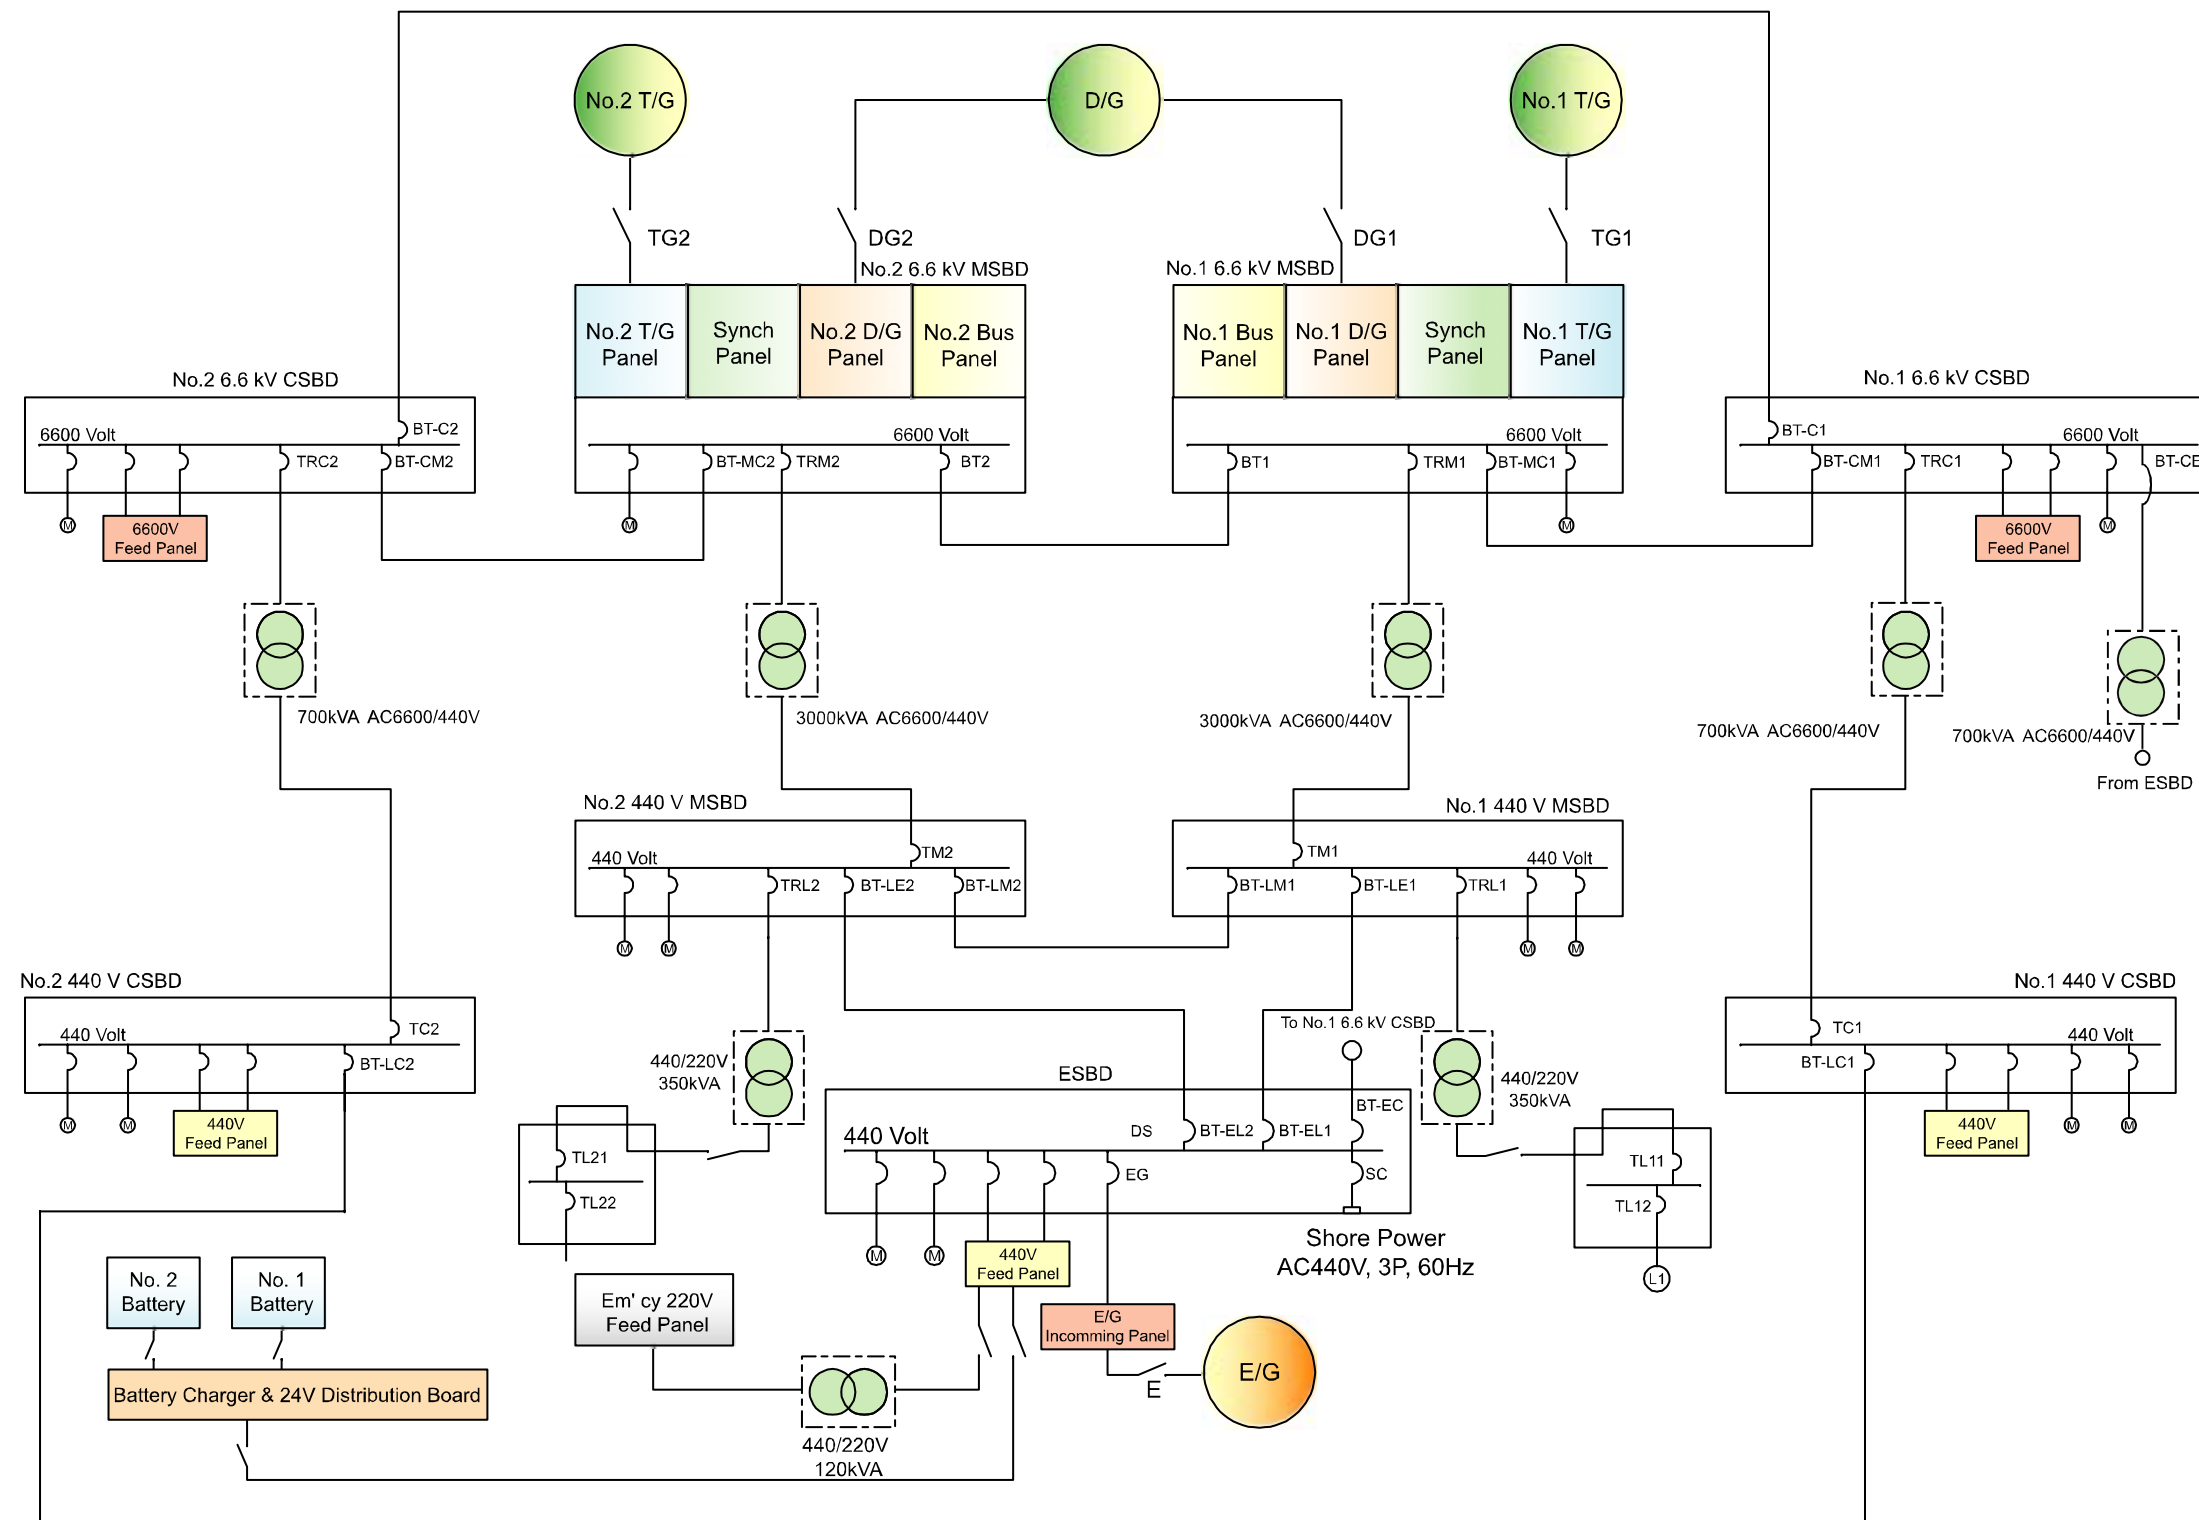 No.2 T/G
D/G
No.1 T/G
TG2
DG2
DG1
TG1
No.2 6.6 kV MSBD
No.1 6.6 kV MSBD
No.2 T/G
Panel
Synch
Panel
No.2 D/G
Panel
No.2 Bus
Panel
No.1 Bus
Panel
No.1 D/G
Panel
Synch
Panel
No.1 T/G
Panel
No.2 6.6 kV CSBD
No.1 6.6 kV CSBD
6600 Volt
BT-C2
TRC2
BT-CM2
M
6600V
Feed Panel
6600 Volt
BT-MC2
TRM2
BT2
M
6600 Volt
BT1
TRM1
BT-MC1
M
BT-C1
6600 Volt
BT-CM1
TRC1
BT-CE
6600V
Feed Panel
M
700kVA AC6600/440V
3000kVA AC6600/440V
3000kVA AC6600/440V
700kVA AC6600/440V
700kVA AC6600/440V
From ESBD
No.2 440 V MSBD
No.1 440 V MSBD
440 Volt
TM2
TRL2
BT-LE2
BT-LM2
M
M
TM1
440 Volt
BT-LM1
BT-LE1
TRL1
M
M
No.2 440 V CSBD
No.1 440 V CSBD
440 Volt
TC2
BT-LC2
M
M
440V
Feed Panel
TC1
440 Volt
BT-LC1
440V
Feed Panel
M
M
440/220V
350kVA
To No.1 6.6 kV CSBD
440/220V
350kVA
ESBD
BT-EC
440 Volt
DS
BT-EL2
BT-EL1
EG
SC
M
M
TL21
TL22
TL11
TL12
L1
Shore Power
AC440V, 3P, 60Hz
440V
Feed Panel
No. 2
Battery
No. 1
Battery
Em' cy 220V
Feed Panel
E/G
Incomming Panel
E
E/G
Battery Charger & 24V Distribution Board
440/220V
120kVA